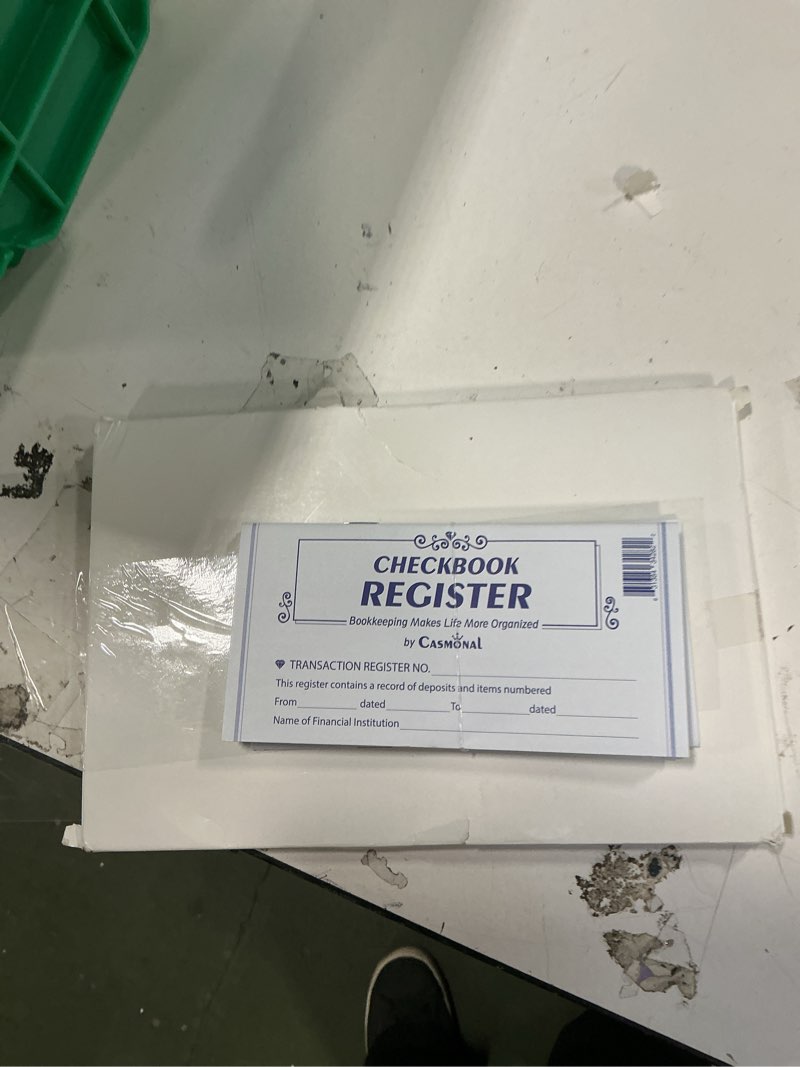 CHECKBOOK
REGISTER
Bookkeeping Makes Life More Organized
by CASMONAL
TRANSACTION REGISTER NO.
This register contains a record of deposits and items numbered
From dated To dated
Name of Financial Institution